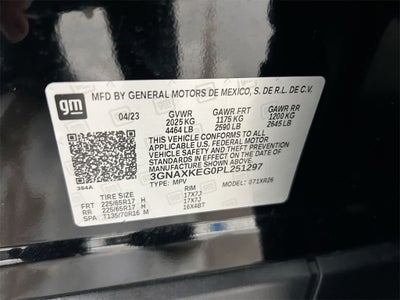 gm
MFD BY GENERAL MOTORS DE MEXICO, S. DE R.L. DE C.V.
04/23 GVWR GAWR FRT GAWR RR
2025 KG 1175 KG 1200 KG
4464 LB 2590 LB 2645 LB
THIS VEHICLE CONFORMS TO ALL
APPLICABLE U.S. FEDERAL MOTOR
VEHICLE SAFETY AND THEFT PREVENTION
STANDARDS IN EFFECT ON THE DATE OF
MANUFACTURE SHOWN ABOVE.
3GNAXKEG0PL251297
384A TYPE: MPV MODEL: 071XR26
TIRE SIZE RIM
FRT 225/65R17 H 17X7J
RR 225/65R17 H 17X7J
SPA T135/70R16 M 16X4BT